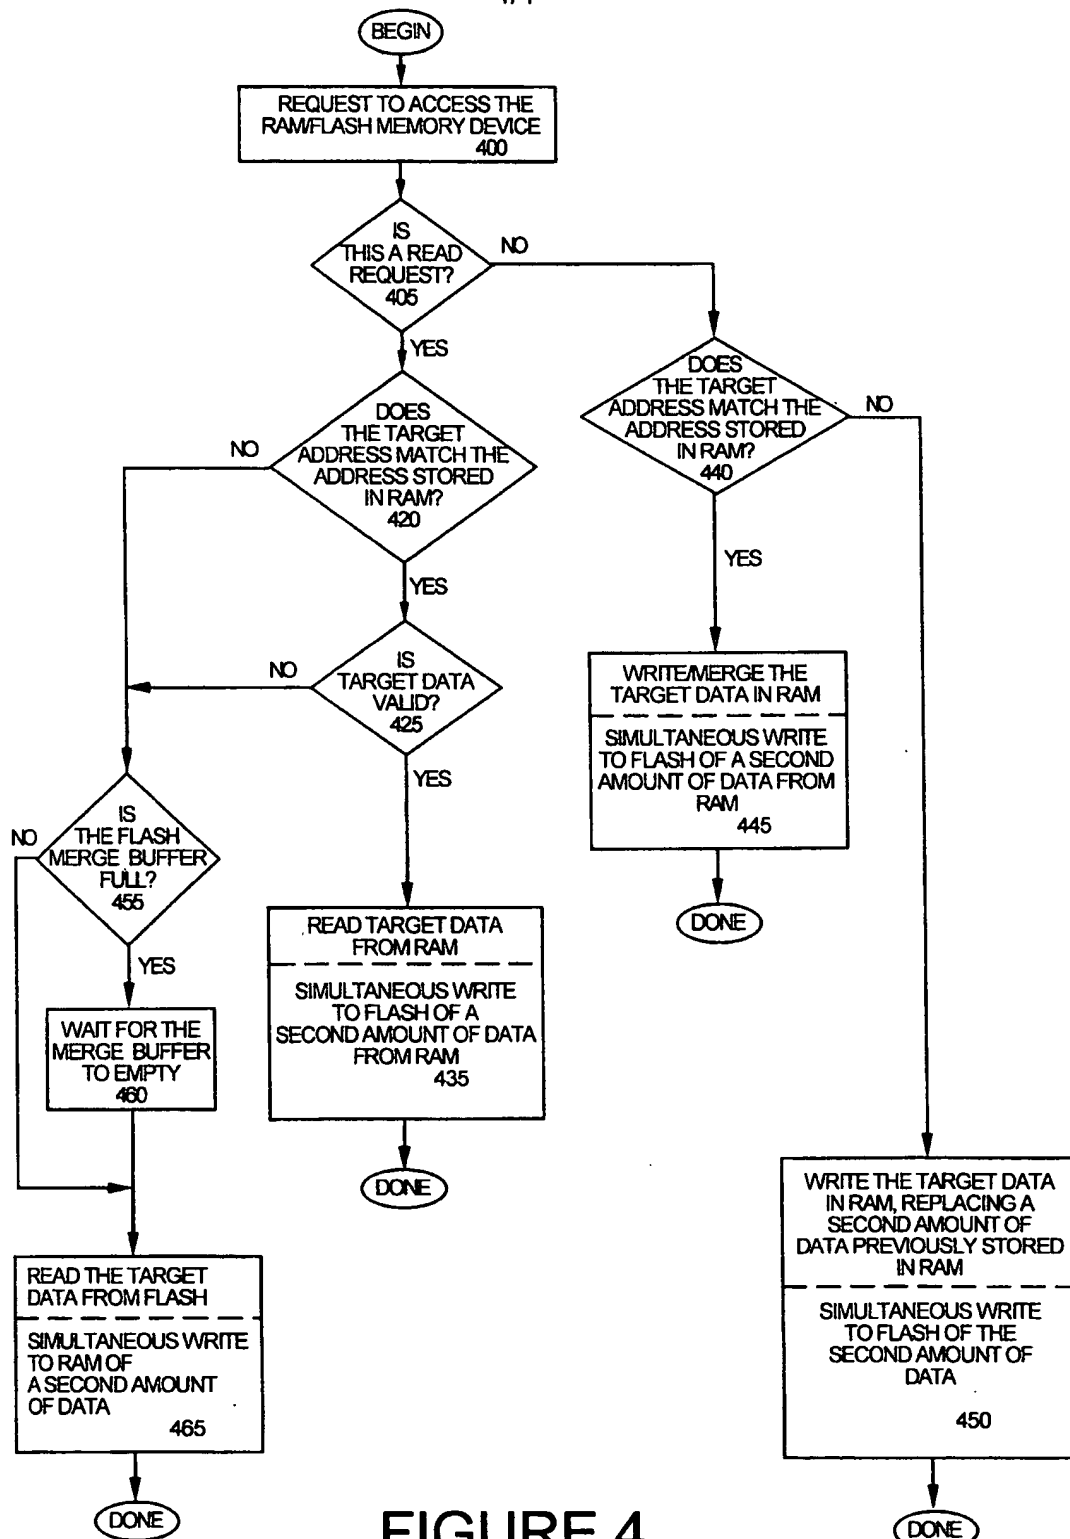 BEGIN
REQUEST TO ACCESS THE
RAM/FLASH MEMORY DEVICE
400
IS
THIS A READ
REQUEST?
405
NO
YES
DOES
THE TARGET
ADDRESS MATCH THE
ADDRESS STORED
IN RAM?
440
NO
YES
DOES
THE TARGET
ADDRESS MATCH THE
ADDRESS STORED
IN RAM?
420
NO
YES
IS
TARGET DATA
VALID?
425
NO
YES
WRITE/MERGE THE
TARGET DATA IN RAM
SIMULTANEOUS WRITE
TO FLASH OF A SECOND
AMOUNT OF DATA FROM
RAM
445
DONE
IS
THE FLASH
MERGE BUFFER
FULL?
455
NO
YES
WAIT FOR THE
MERGE BUFFER
TO EMPTY
460
READ TARGET DATA
FROM RAM
SIMULTANEOUS WRITE
TO FLASH OF A
SECOND AMOUNT OF DATA
FROM RAM
435
DONE
READ THE TARGET
DATA FROM FLASH
SIMULTANEOUS WRITE
TO RAM OF
A SECOND AMOUNT
OF DATA
465
DONE
WRITE THE TARGET DATA
IN RAM, REPLACING A
SECOND AMOUNT OF
DATA PREVIOUSLY STORED
IN RAM
SIMULTANEOUS WRITE
TO FLASH OF THE
SECOND AMOUNT OF
DATA
450
DONE
FIGURE 4